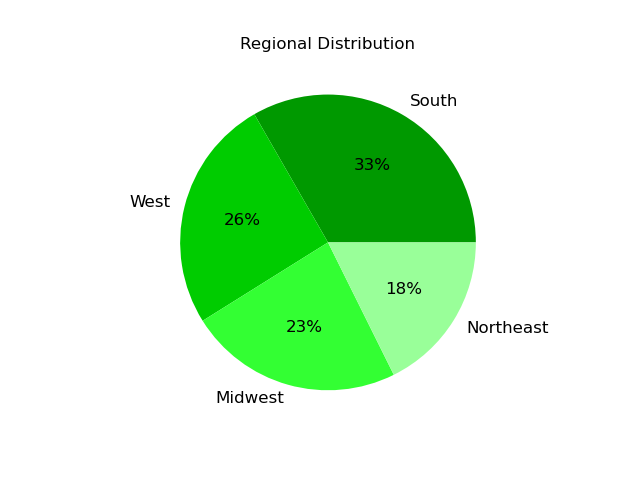 Regional Distribution
South
33%
West
26%
18%
23%
Northeast
Midwest